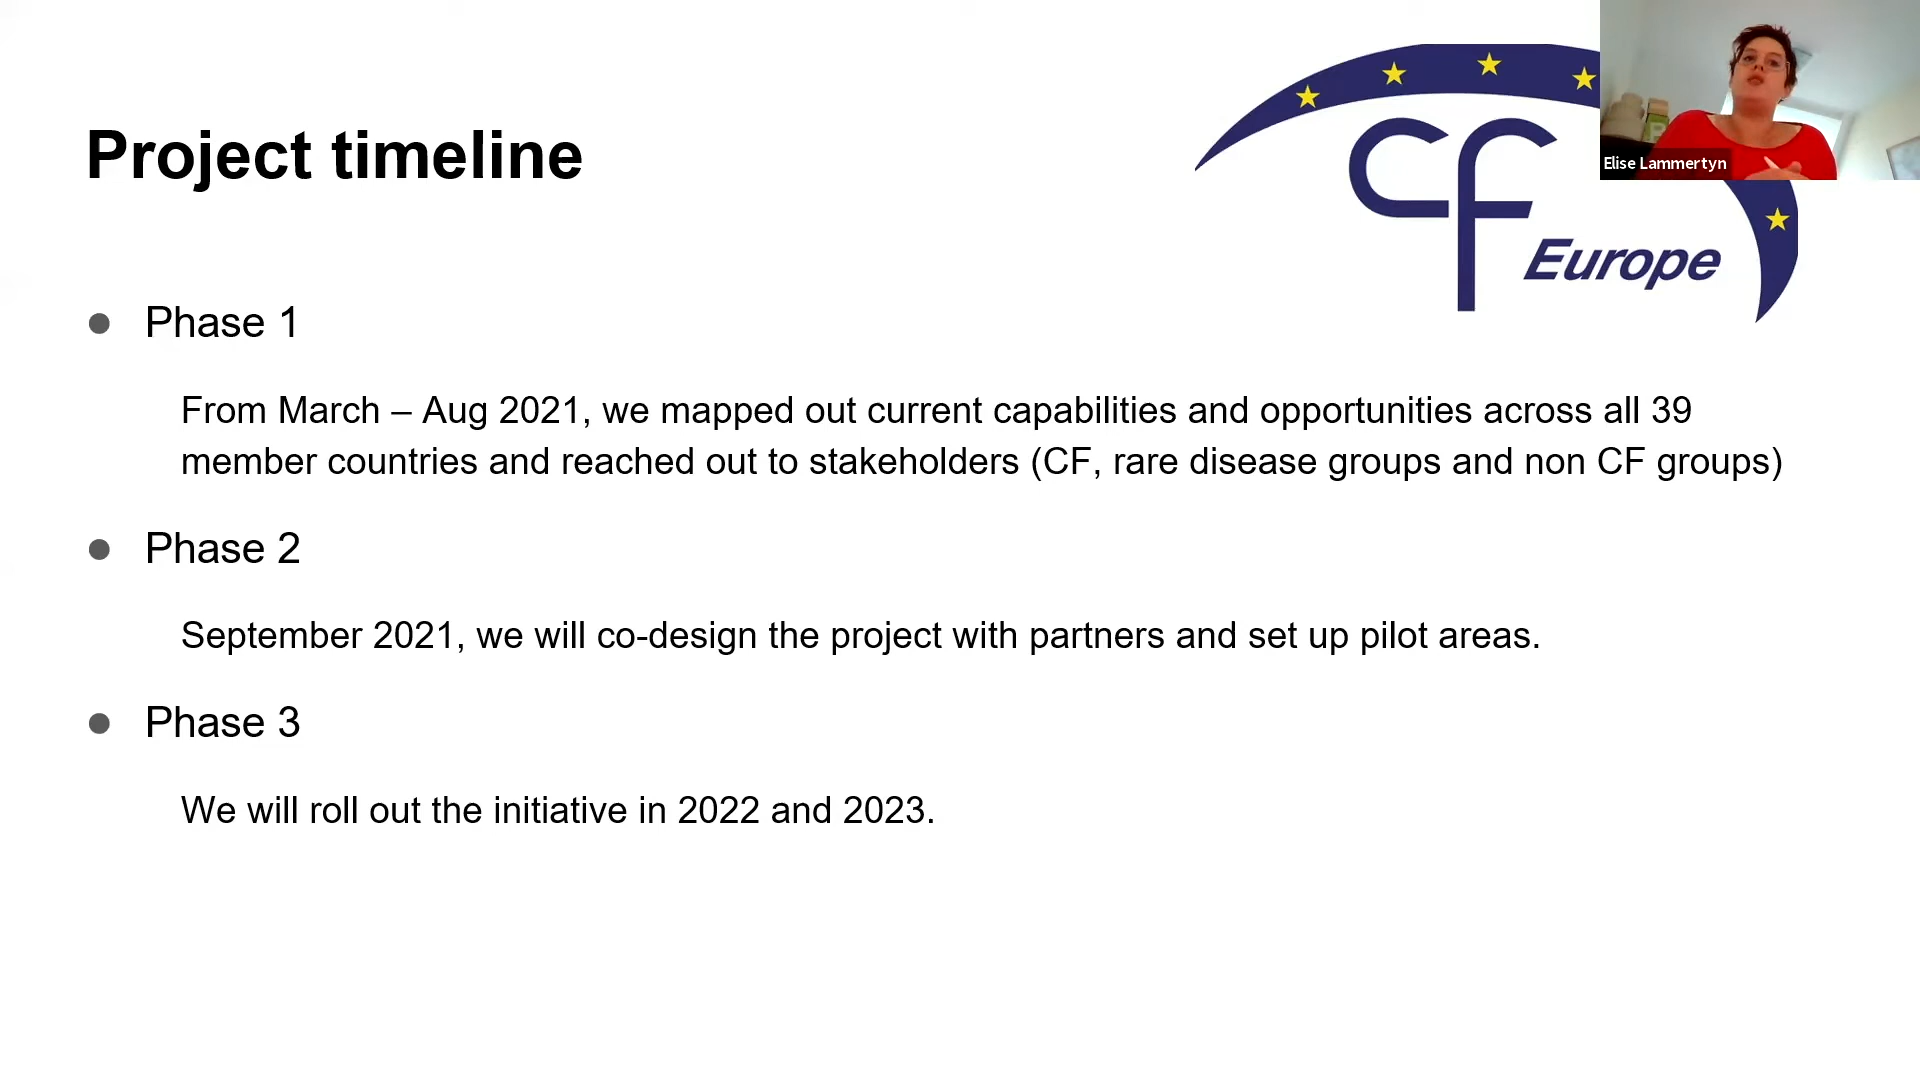 Project timeline
CF
Europe
Elise Lammertyn
● Phase 1
From March – Aug 2021, we mapped out current capabilities and opportunities across all 39
member countries and reached out to stakeholders (CF, rare disease groups and non CF groups)
● Phase 2
September 2021, we will co-design the project with partners and set up pilot areas.
● Phase 3
We will roll out the initiative in 2022 and 2023.